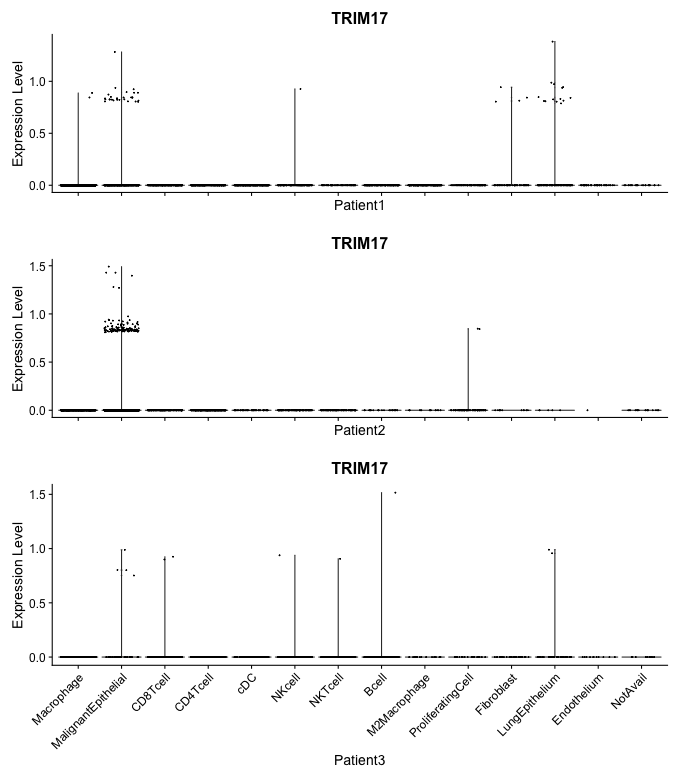 TRIM17
Expression Level
1.0
0.5
0.0
Patient1
TRIM17
Expression Level
1.5
1.0
0.5
0.0
Patient2
TRIM17
Expression Level
1.5
1.0
0.5
0.0
Macrophage
MalignantEpithelial
CD8Tcell
CD4Tcell
cDC
NKcell
NKTcell
Bcell
M2Macrophage
ProliferatingCell
Fibroblast
LungEpithelium
Endothelium
NotAvail
Patient3